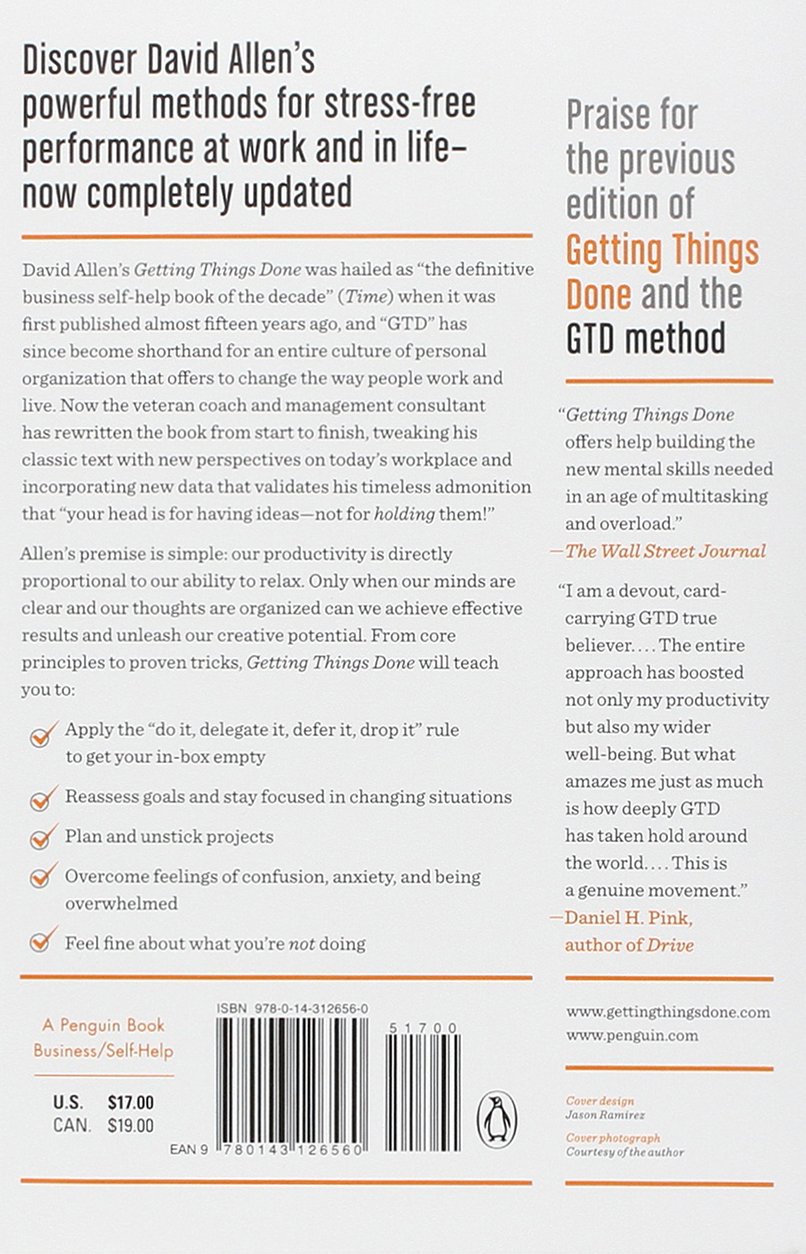 Discover David Allen's
powerful methods for stress-free
performance at work and in life–
now completely updated
David Allen's Getting Things Done was hailed as "the definitive
business self-help book of the decade" (Time) when it was
first published almost fifteen years ago, and "GTD" has
since become shorthand for an entire culture of personal
organization that offers to change the way people work and
live. Now the veteran coach and management consultant
has rewritten the book from start to finish, tweaking his
classic text with new perspectives on today's workplace and
incorporating new data that validates his timeless admonition
that "your head is for having ideas—not for holding them!"
Allen's premise is simple: our productivity is directly
proportional to our ability to relax. Only when our minds are
clear and our thoughts are organized can we achieve effective
results and unleash our creative potential. From core
principles to proven tricks, Getting Things Done will teach
you to:
Apply the "do it, delegate it, defer it, drop it" rule
to get your in-box empty
Reassess goals and stay focused in changing situations
Plan and unstick projects
Overcome feelings of confusion, anxiety, and being
overwhelmed
Feel fine about what you're not doing
A Penguin Book
Business/Self-Help
U.S. $17.00
CAN. $19.00
ISBN 978-0-14-312656-0
51700
EAN 9 780143 126560
Praise for
the previous
edition of
Getting Things
Done and the
GTD method
"Getting Things Done
offers help building the
new mental skills needed
in an age of multitasking
and overload."
—The Wall Street Journal
"I am a devout, card-
carrying GTD true
believer.... The entire
approach has boosted
not only my productivity
but also my wider
well-being. But what
amazes me just as much
is how deeply GTD
has taken hold around
the world.... This is
a genuine movement."
—Daniel H. Pink,
author of Drive
www.gettingthingsdone.com
www.penguin.com
Cover design
Jason Ramirez
Cover photograph
Courtesy of the author